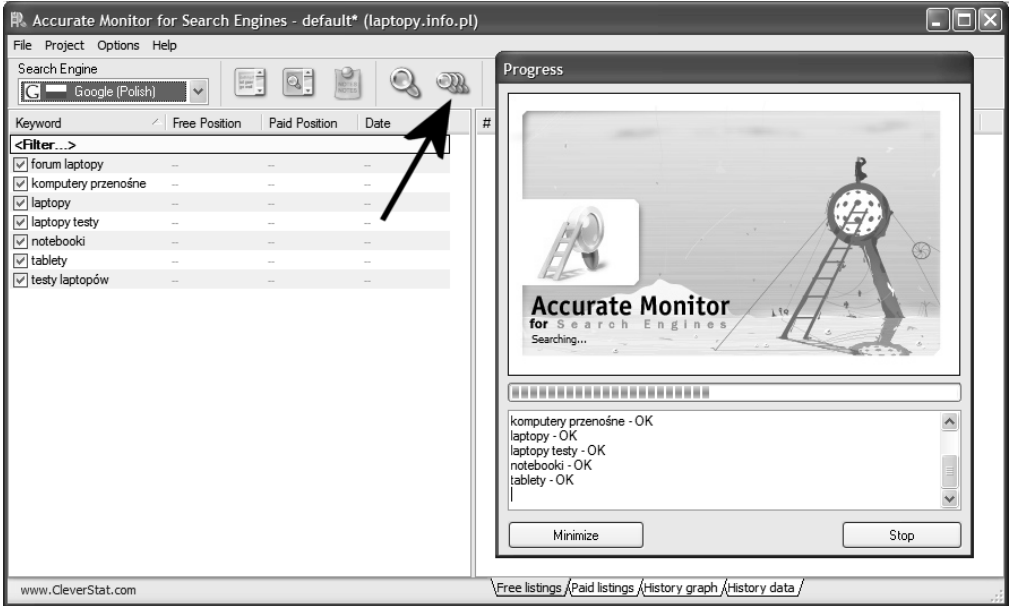 Accurate Monitor for Search Engines - default* (laptopy.info.pl)
File Project Options Help
Search Engine
G Google (Polish)
Keyword Free Position Paid Position Date #
<Filter...>
forum laptopy -- -- --
komputery przenośne -- -- --
laptopy -- -- --
laptopy testy -- -- --
notebooki -- -- --
tablety -- -- --
testy laptopów -- -- --
Progress
Accurate Monitor
for Search Engines
Searching...
komputery przenośne - OK
laptopy - OK
laptopy testy - OK
notebooki - OK
tablety - OK
Minimize Stop
www.CleverStat.com
Free listings Paid listings History graph History data